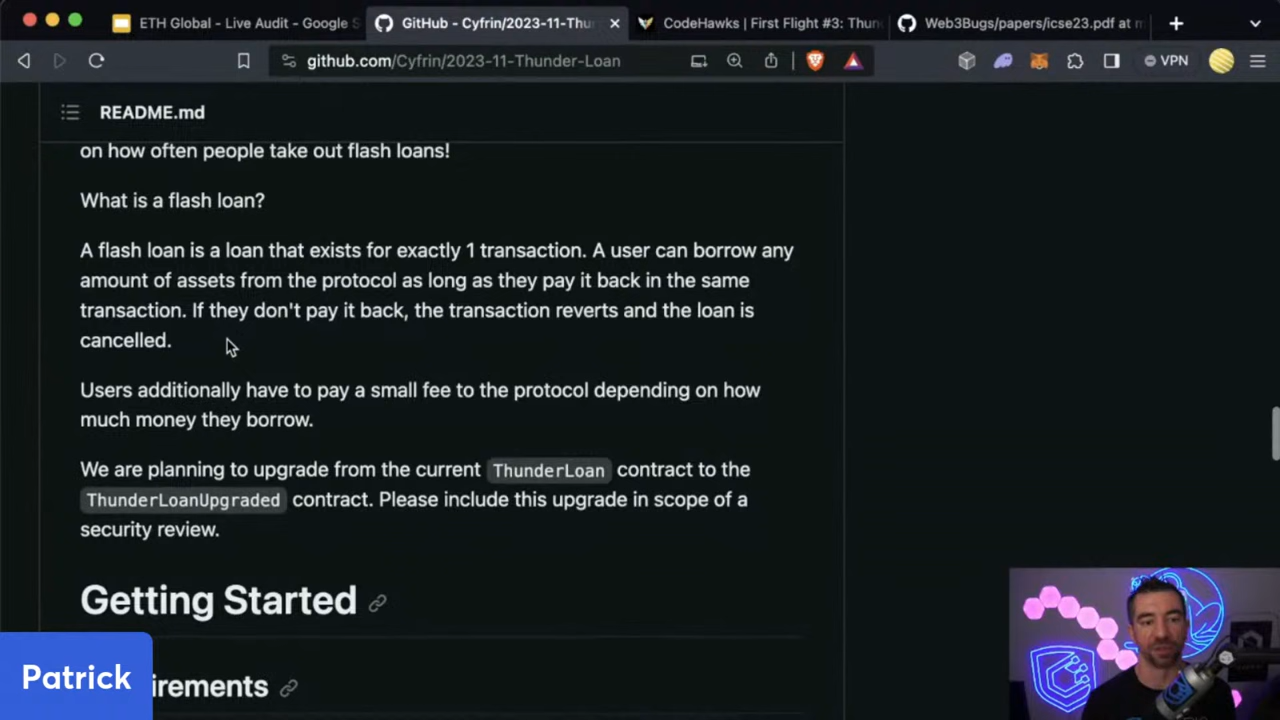 ETH Global - Live Audit - Google S
GitHub - Cyfrin/2023-11-Thu
CodeHawks | First Flight #3: Thun
Web3Bugs/papers/icse23.pdf at m
github.com/Cyfrin/2023-11-Thunder-Loan
VPN
README.md
on how often people take out flash loans!
What is a flash loan?
A flash loan is a loan that exists for exactly 1 transaction. A user can borrow any
amount of assets from the protocol as long as they pay it back in the same
transaction. If they don't pay it back, the transaction reverts and the loan is
cancelled.
Users additionally have to pay a small fee to the protocol depending on how
much money they borrow.
We are planning to upgrade from the current ThunderLoan contract to the
ThunderLoanUpgraded contract. Please include this upgrade in scope of a
security review.
Getting Started
irements
Patrick